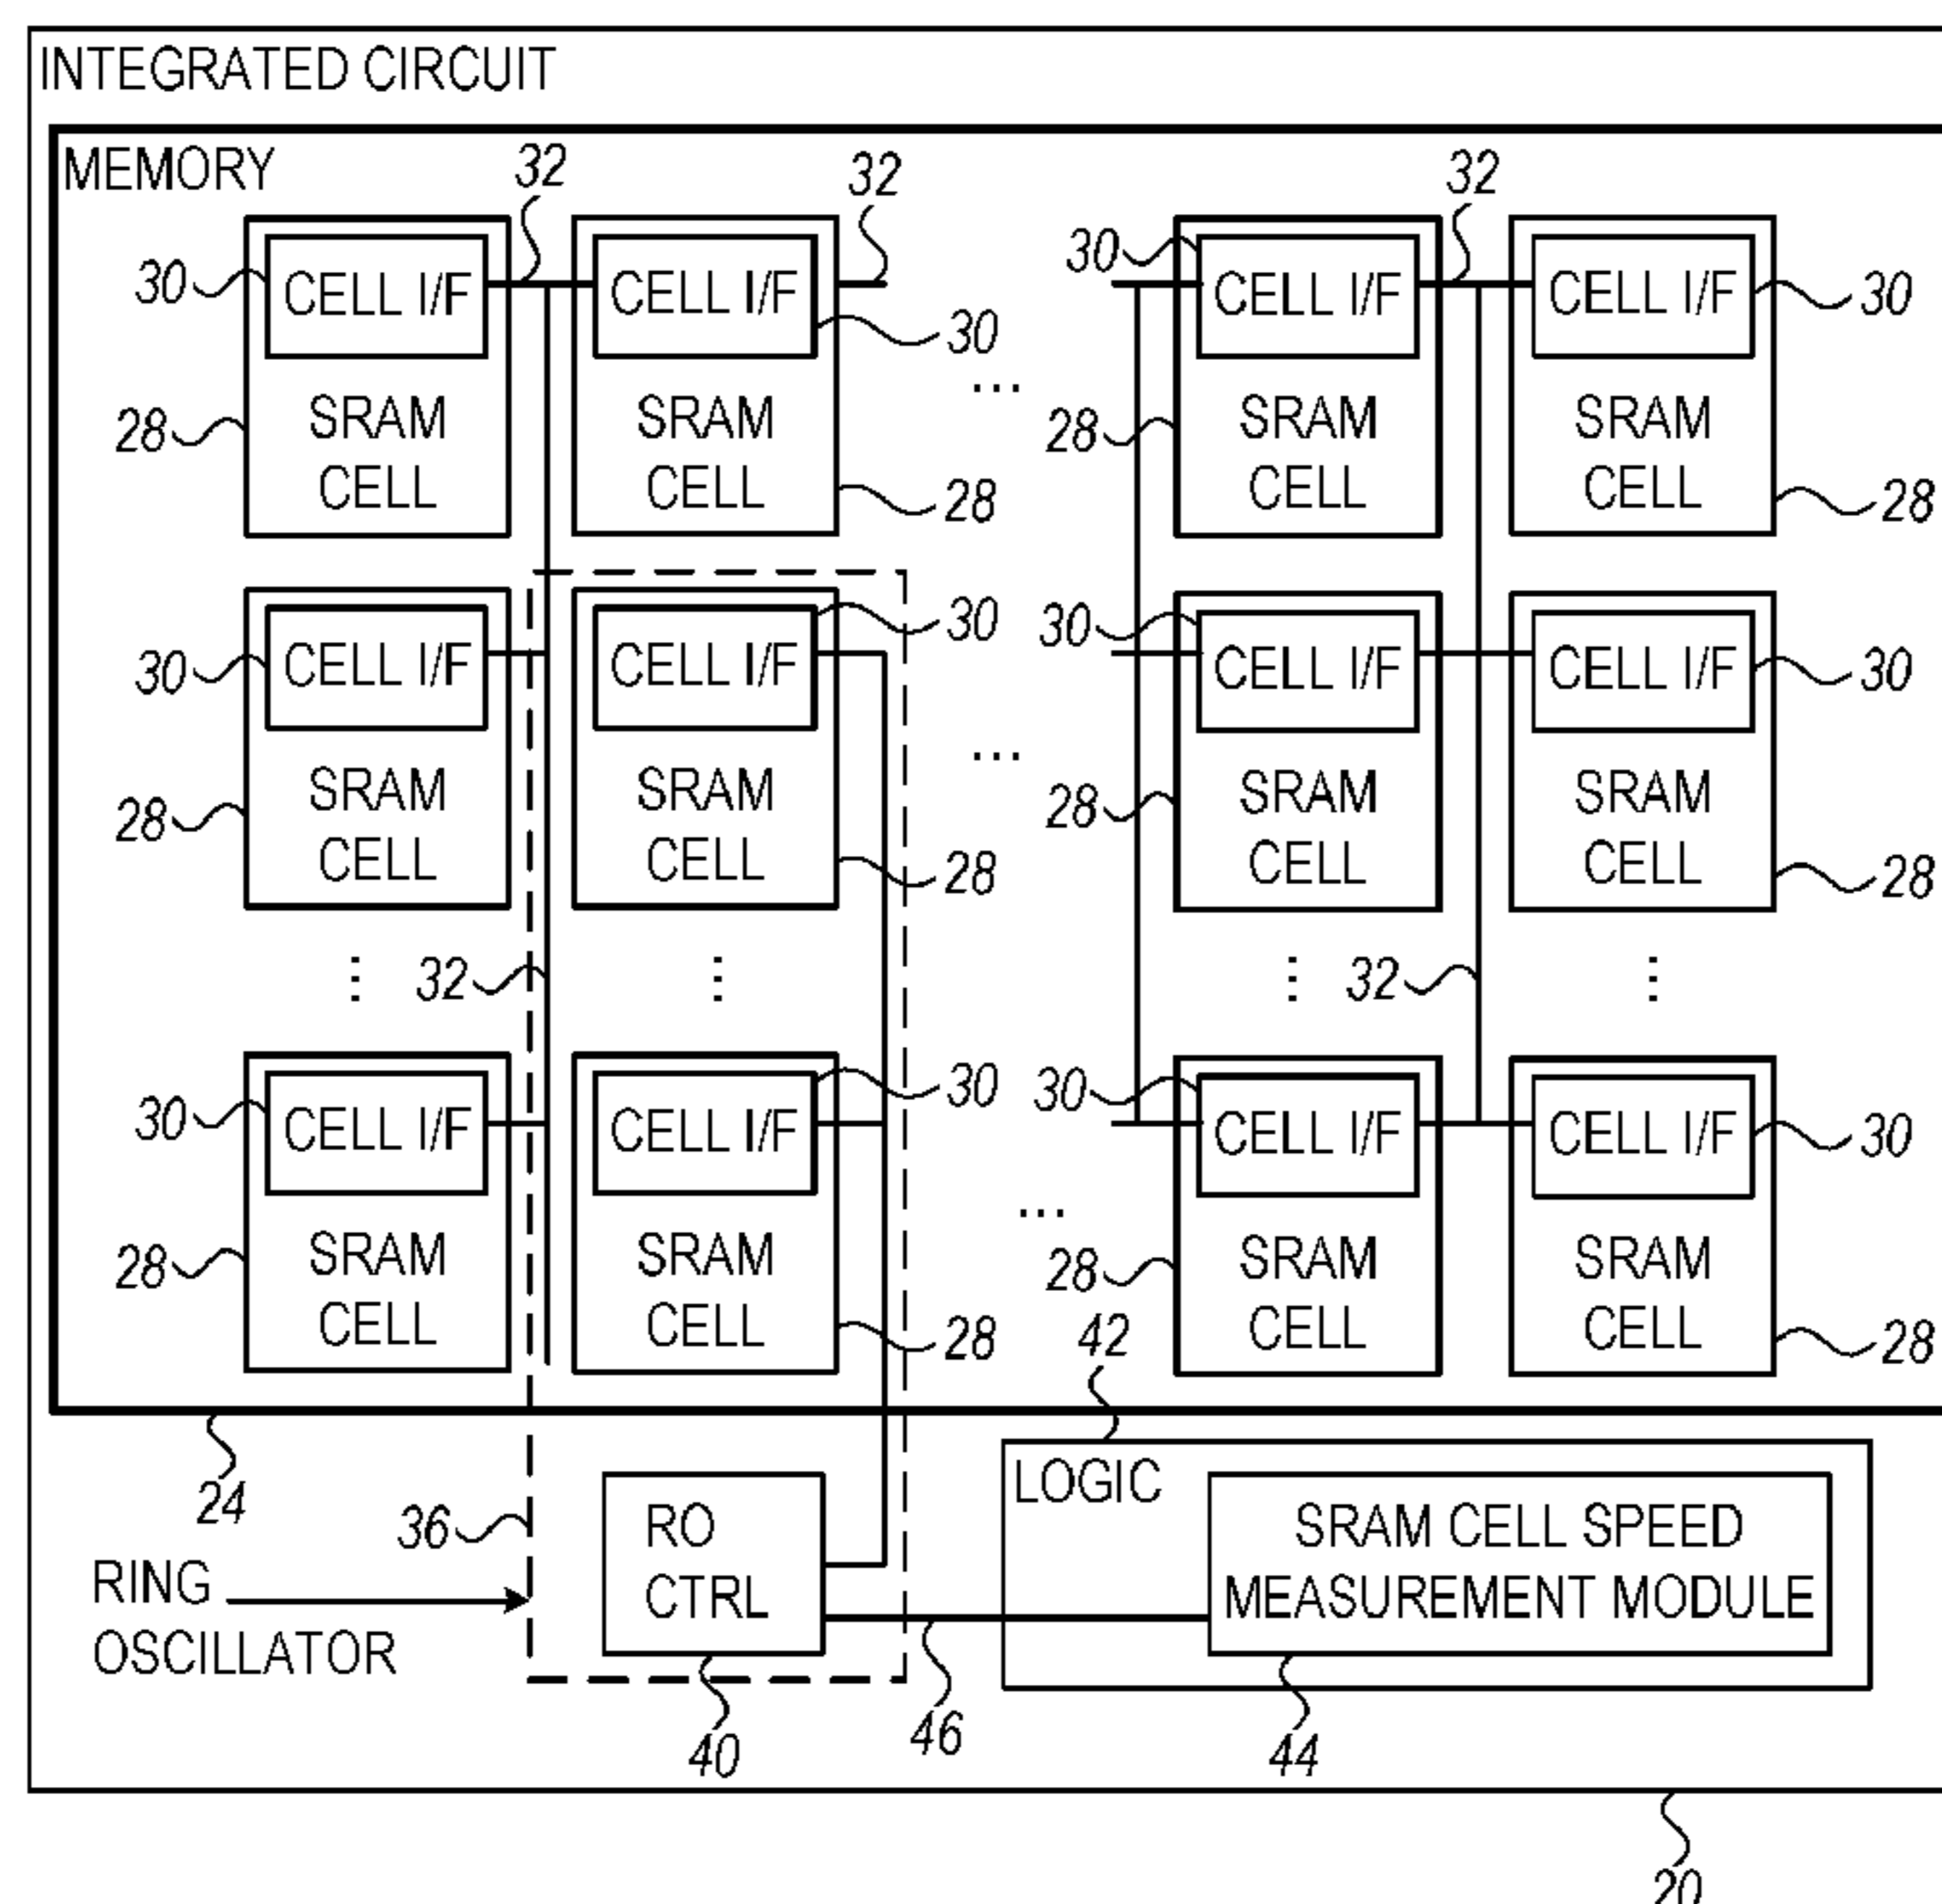 INTEGRATED CIRCUIT
MEMORY
32
32
32
30
CELL I/F
CELL I/F
30
30
CELL I/F
CELL I/F
30
...
28
SRAM
CELL
SRAM
CELL
28
28
SRAM
CELL
SRAM
CELL
28
30
CELL I/F
CELL I/F
30
30
CELL I/F
CELL I/F
30
...
28
SRAM
CELL
SRAM
CELL
28
28
SRAM
CELL
SRAM
CELL
28
32
32
30
CELL I/F
CELL I/F
30
30
CELL I/F
CELL I/F
30
...
28
SRAM
CELL
SRAM
CELL
28
28
SRAM
CELL
SRAM
CELL
28
42
24
36
RING
OSCILLATOR
RO
CTRL
LOGIC
SRAM CELL SPEED
MEASUREMENT MODULE
40
46
44
20